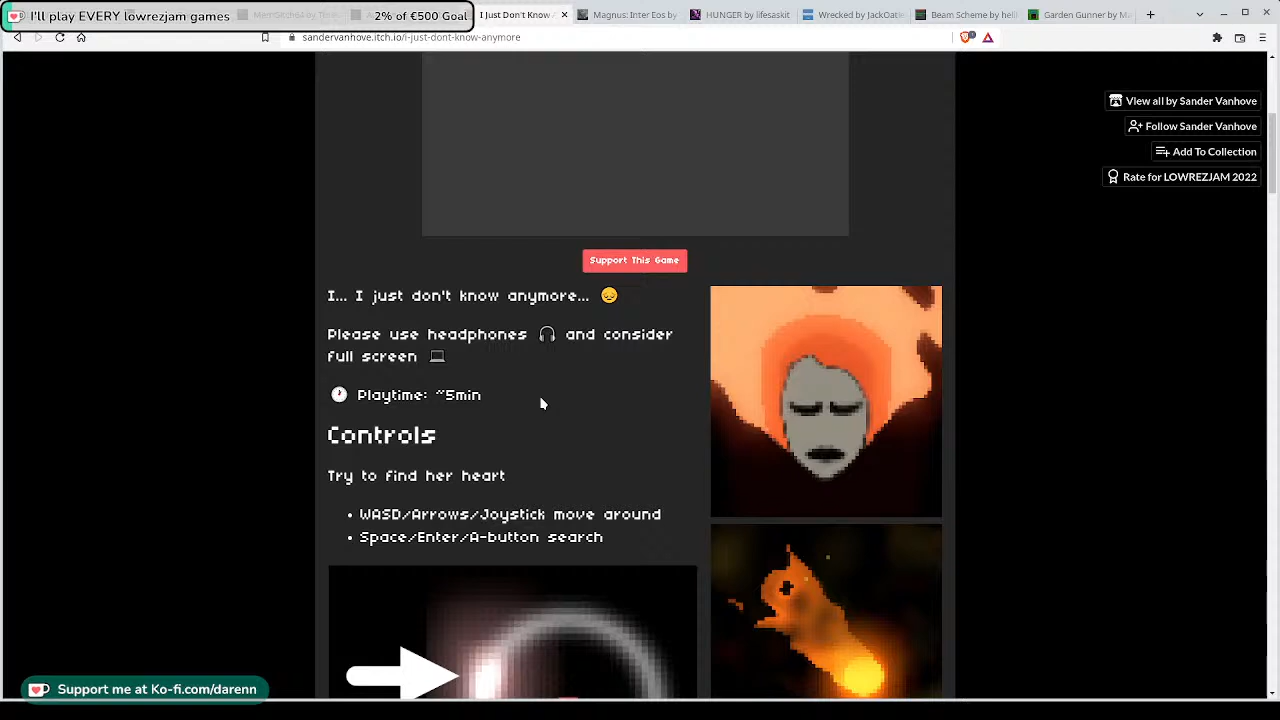 I'll play EVERY lowrezjam games
2% of €500 Goal
I Just Don't Know
Magnus: Inter Eos by
HUNGER by lifesaskit
Wrecked by JackOatle
Beam Scheme by heli
Garden Gunner by Ma
sandervanhove.itch.io/i-just-dont-know-anymore
View all by Sander Vanhove
Follow Sander Vanhove
Add To Collection
Rate for LOWREZJAM 2022
Support This Game
I... I just don't know anymore... 😔
Please use headphones 🎧 and consider
full screen 💻
🕐 Playtime: ~5min
Controls
Try to find her heart
• WASD/Arrows/Joystick move around
• Space/Enter/A-button search
Support me at Ko-fi.com/darenn